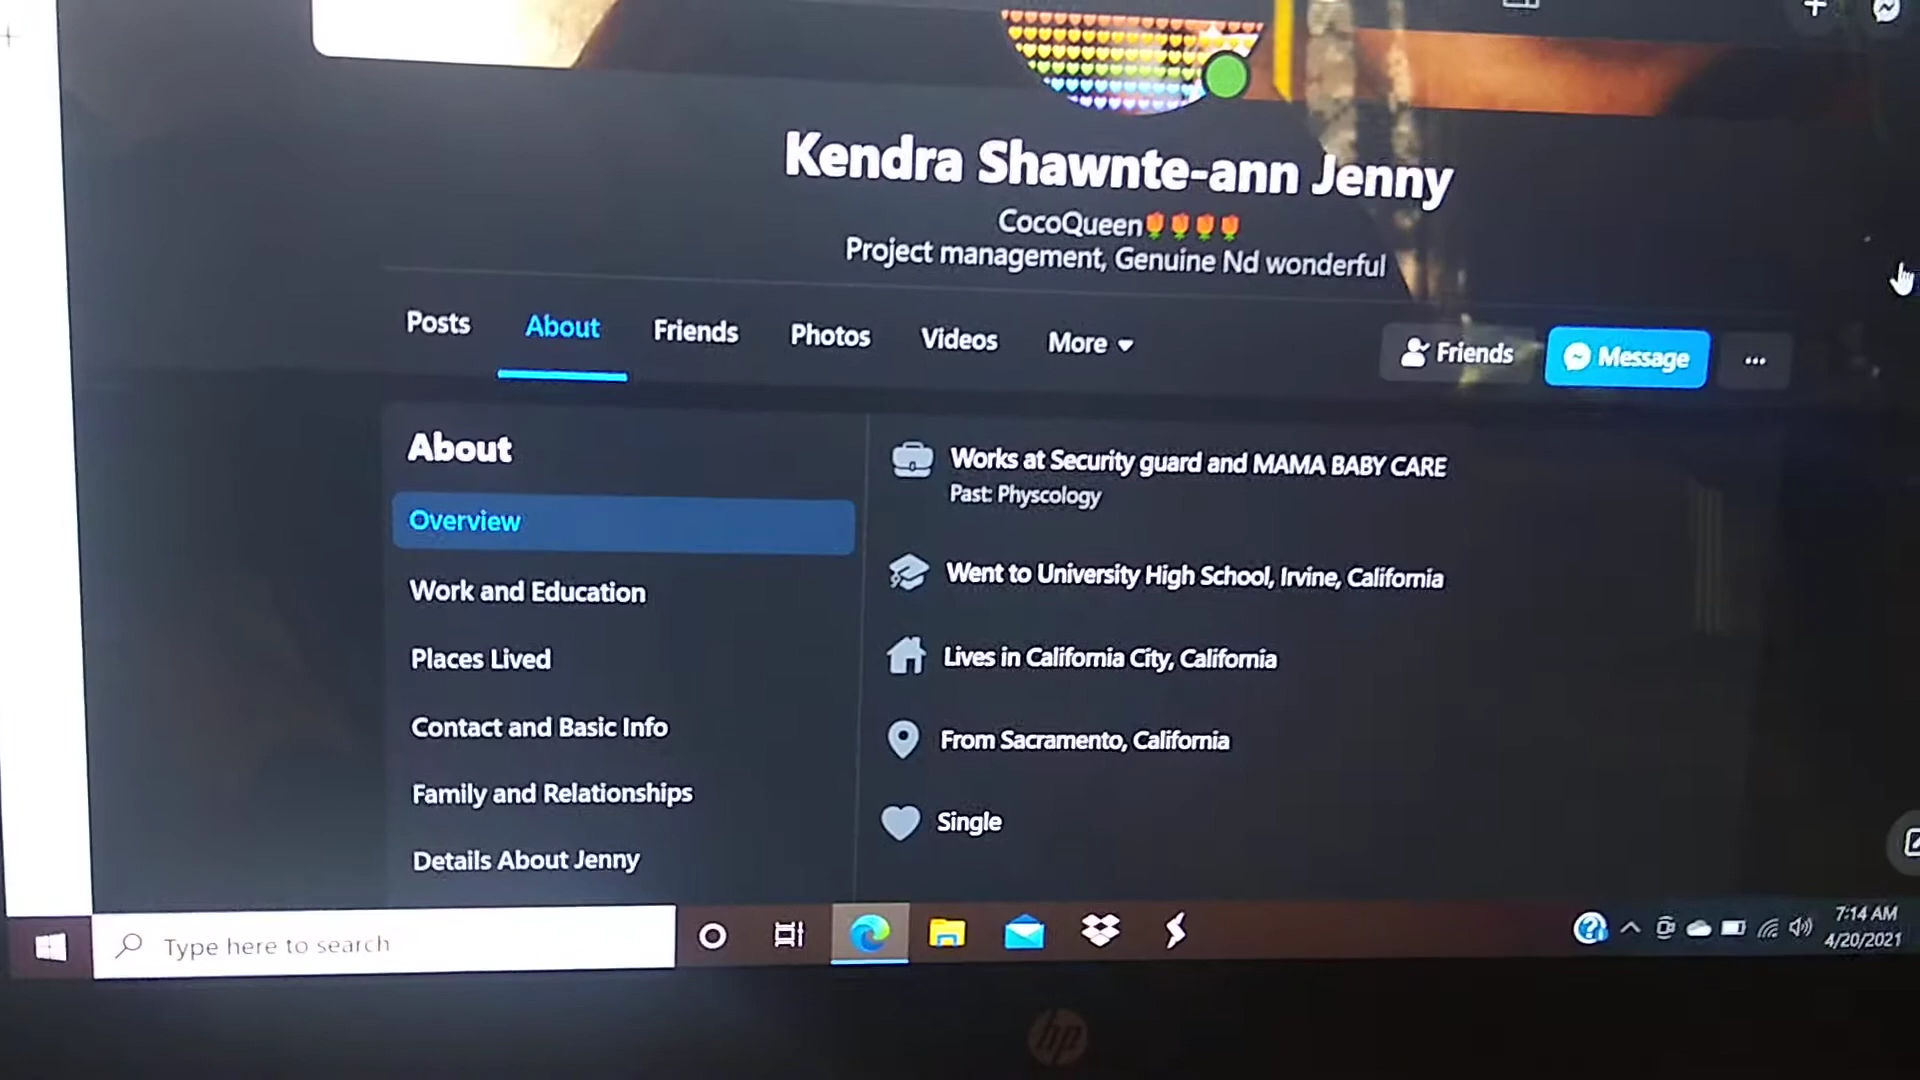 Kendra Shawnte-ann Jenny
CocoQueen🌷🌷🌷🌷
Project management, Genuine Nd wonderful
Posts
About
Friends
Photos
Videos
More
Friends
Message
...
About
Overview
Work and Education
Places Lived
Contact and Basic Info
Family and Relationships
Details About Jenny
Works at Security guard and MAMA BABY CARE
Past: Physcology
Went to University High School, Irvine, California
Lives in California City, California
From Sacramento, California
Single
Type here to search
7:14 AM
4/20/2021
hp